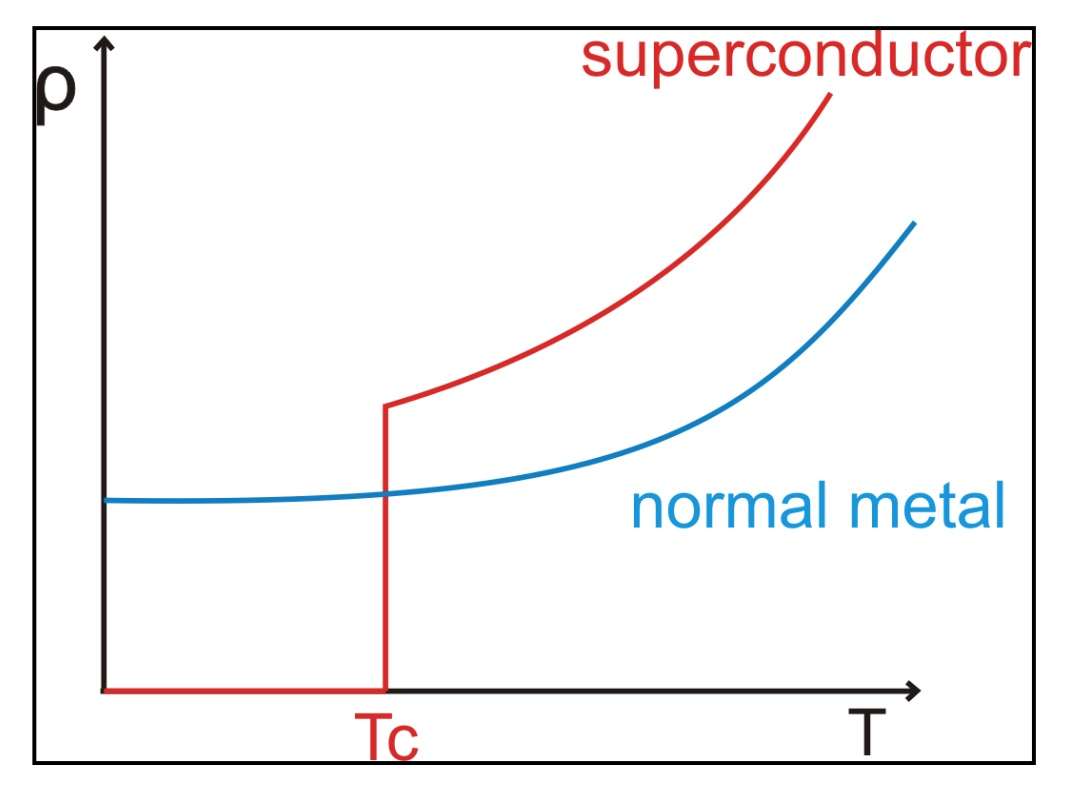 superconductor
ρ
normal metal
Tc
T